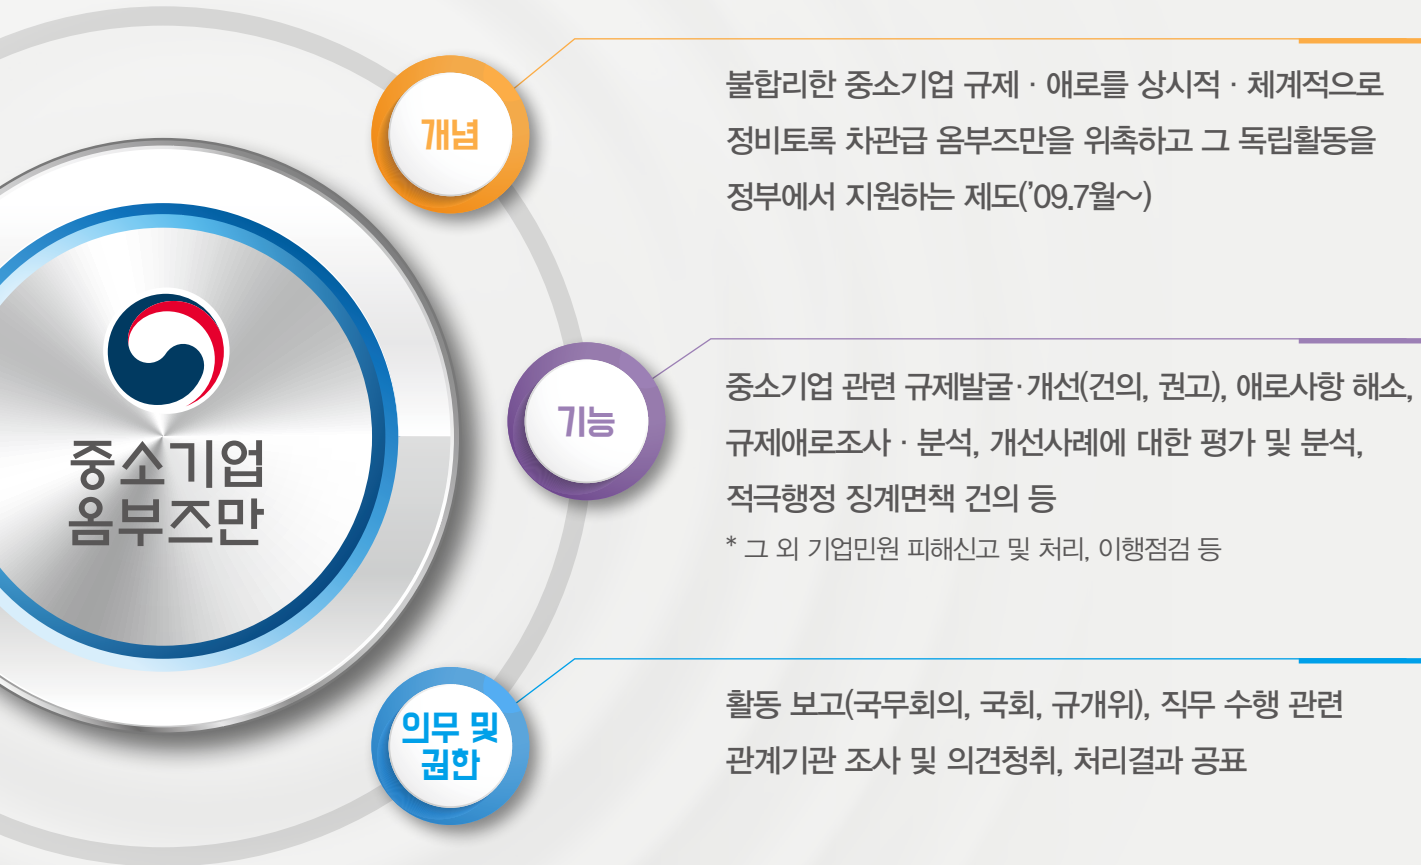 중소기업
옴부즈만
개념
불합리한 중소기업 규제 · 애로를 상시적 · 체계적으로
정비토록 차관급 옴부즈만을 위촉하고 그 독립활동을
정부에서 지원하는 제도(’09.7월~)
기능
중소기업 관련 규제발굴·개선(건의, 권고), 애로사항 해소,
규제애로조사 · 분석, 개선사례에 대한 평가 및 분석,
적극행정 징계면책 건의 등
* 그 외 기업민원 피해신고 및 처리, 이행점검 등
의무 및
권한
활동 보고(국무회의, 국회, 규개위), 직무 수행 관련
관계기관 조사 및 의견청취, 처리결과 공표